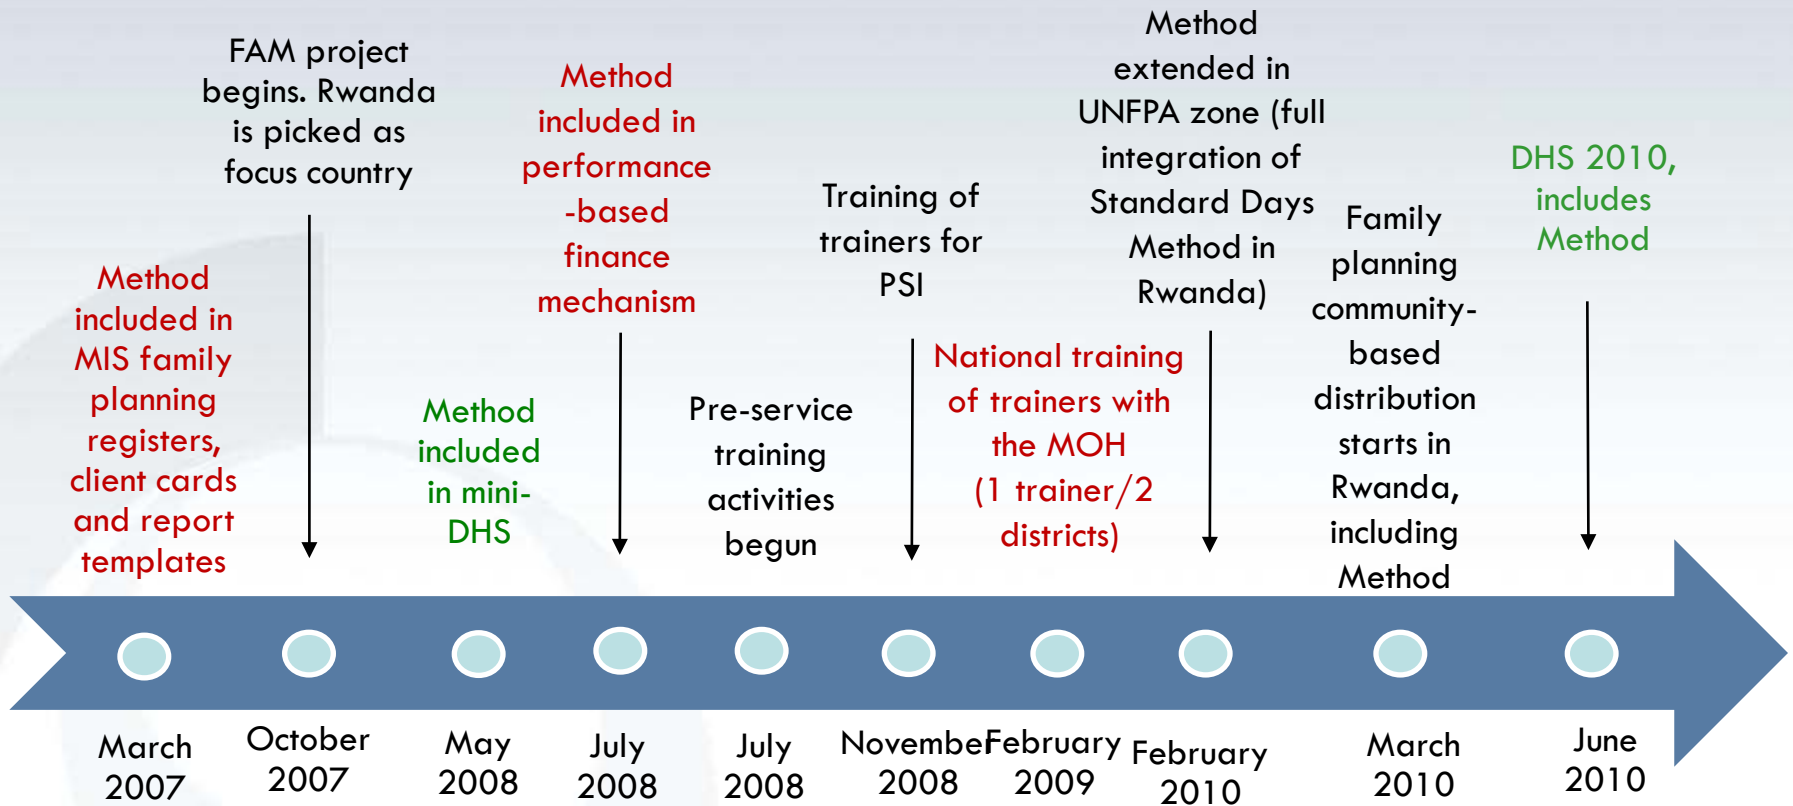 Method
included in
MIS family
planning
registers,
client cards
and report
templates
FAM project
begins. Rwanda
is picked as
focus country
Method
included
in mini-
DHS
Method
included in
performance
-based
finance
mechanism
Pre-service
training
activities
begun
Training of
trainers for
PSI
National training
of trainers with
the MOH
(1 trainer/2
districts)
Method
extended in
UNFPA zone (full
integration of
Standard Days
Method in
Rwanda)
Family
planning
community-
based
distribution
starts in
Rwanda,
including
Method
DHS 2010,
includes
Method
March
2007
October
2007
May
2008
July
2008
July
2008
November
2008
February
2009
February
2010
March
2010
June
2010